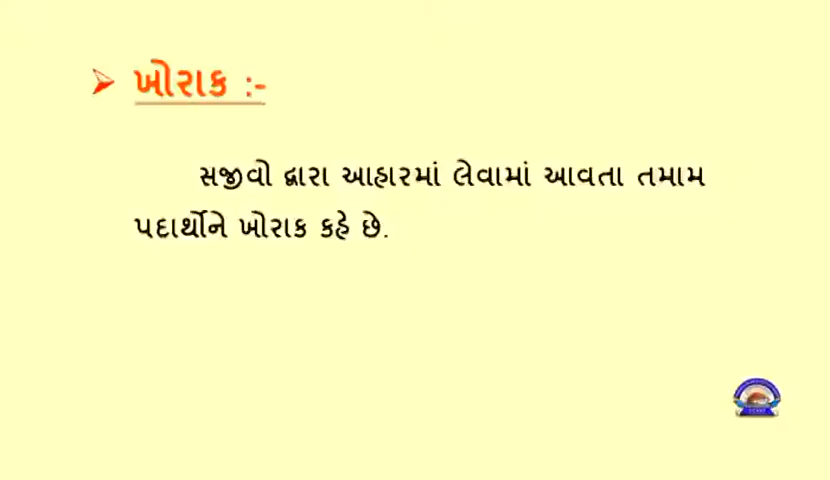 ➢ ખોરાક :-
સજીવો દ્વારા આહારમાં લેવામાં આવતા તમામ
પદાર્થોને ખોરાક કહે છે.